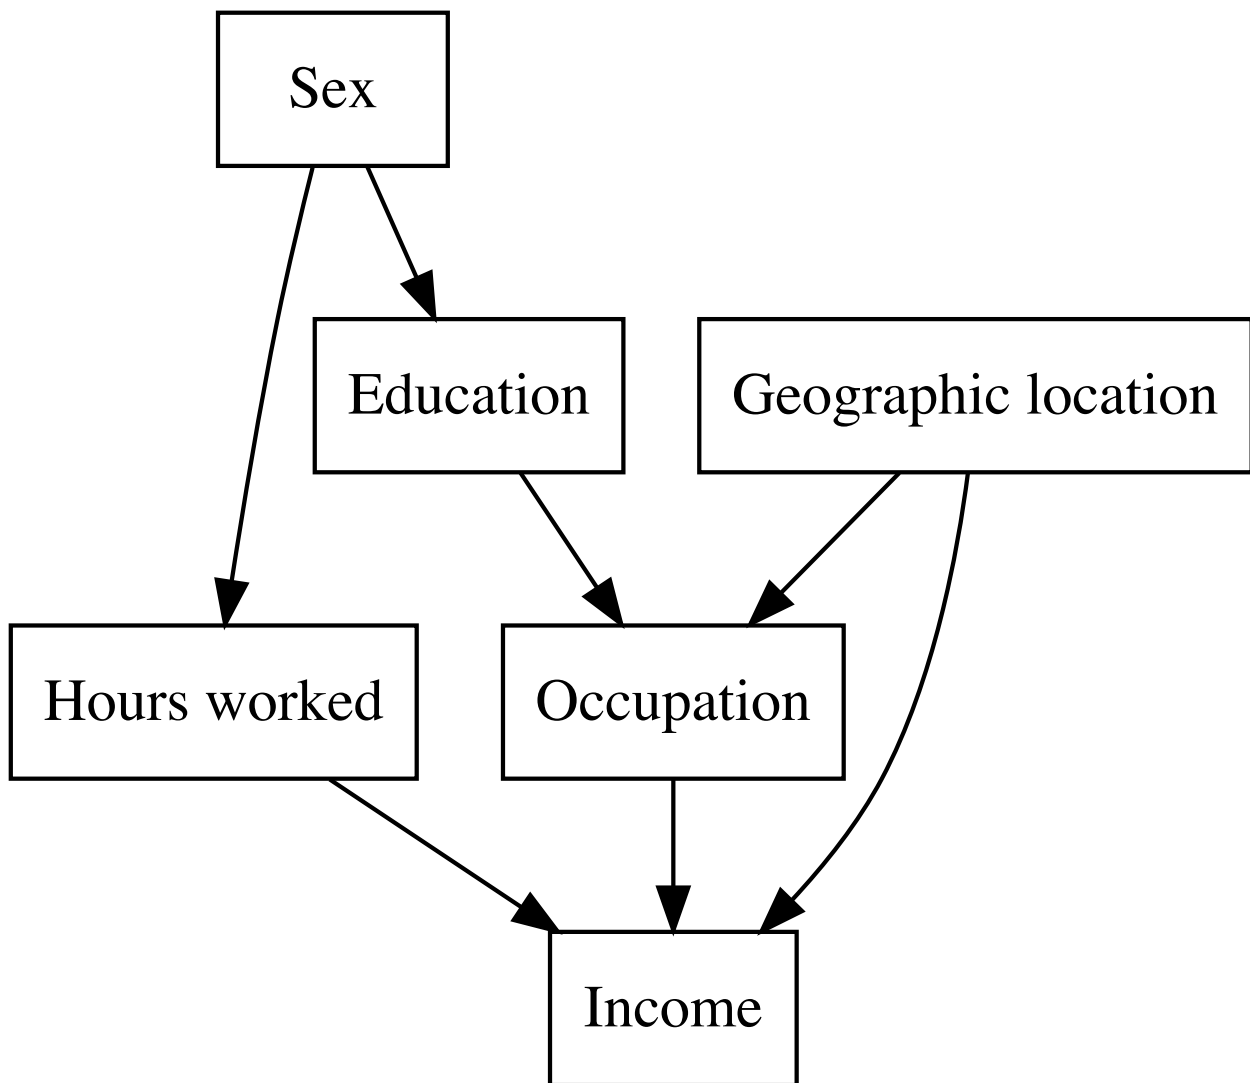 Sex
Education
Geographic location
Hours worked
Occupation
Income